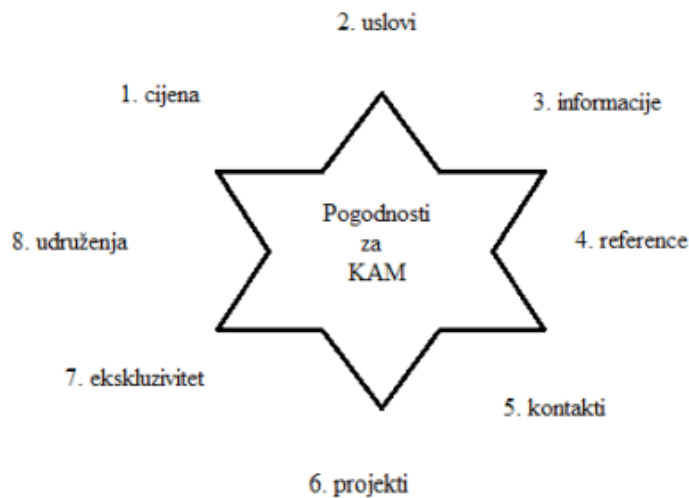 2. uslovi
1. cijena
3. informacije
Pogodnosti
za
KAM
8. udruženja
4. reference
7. ekskluzivitet
5. kontakti
6. projekti